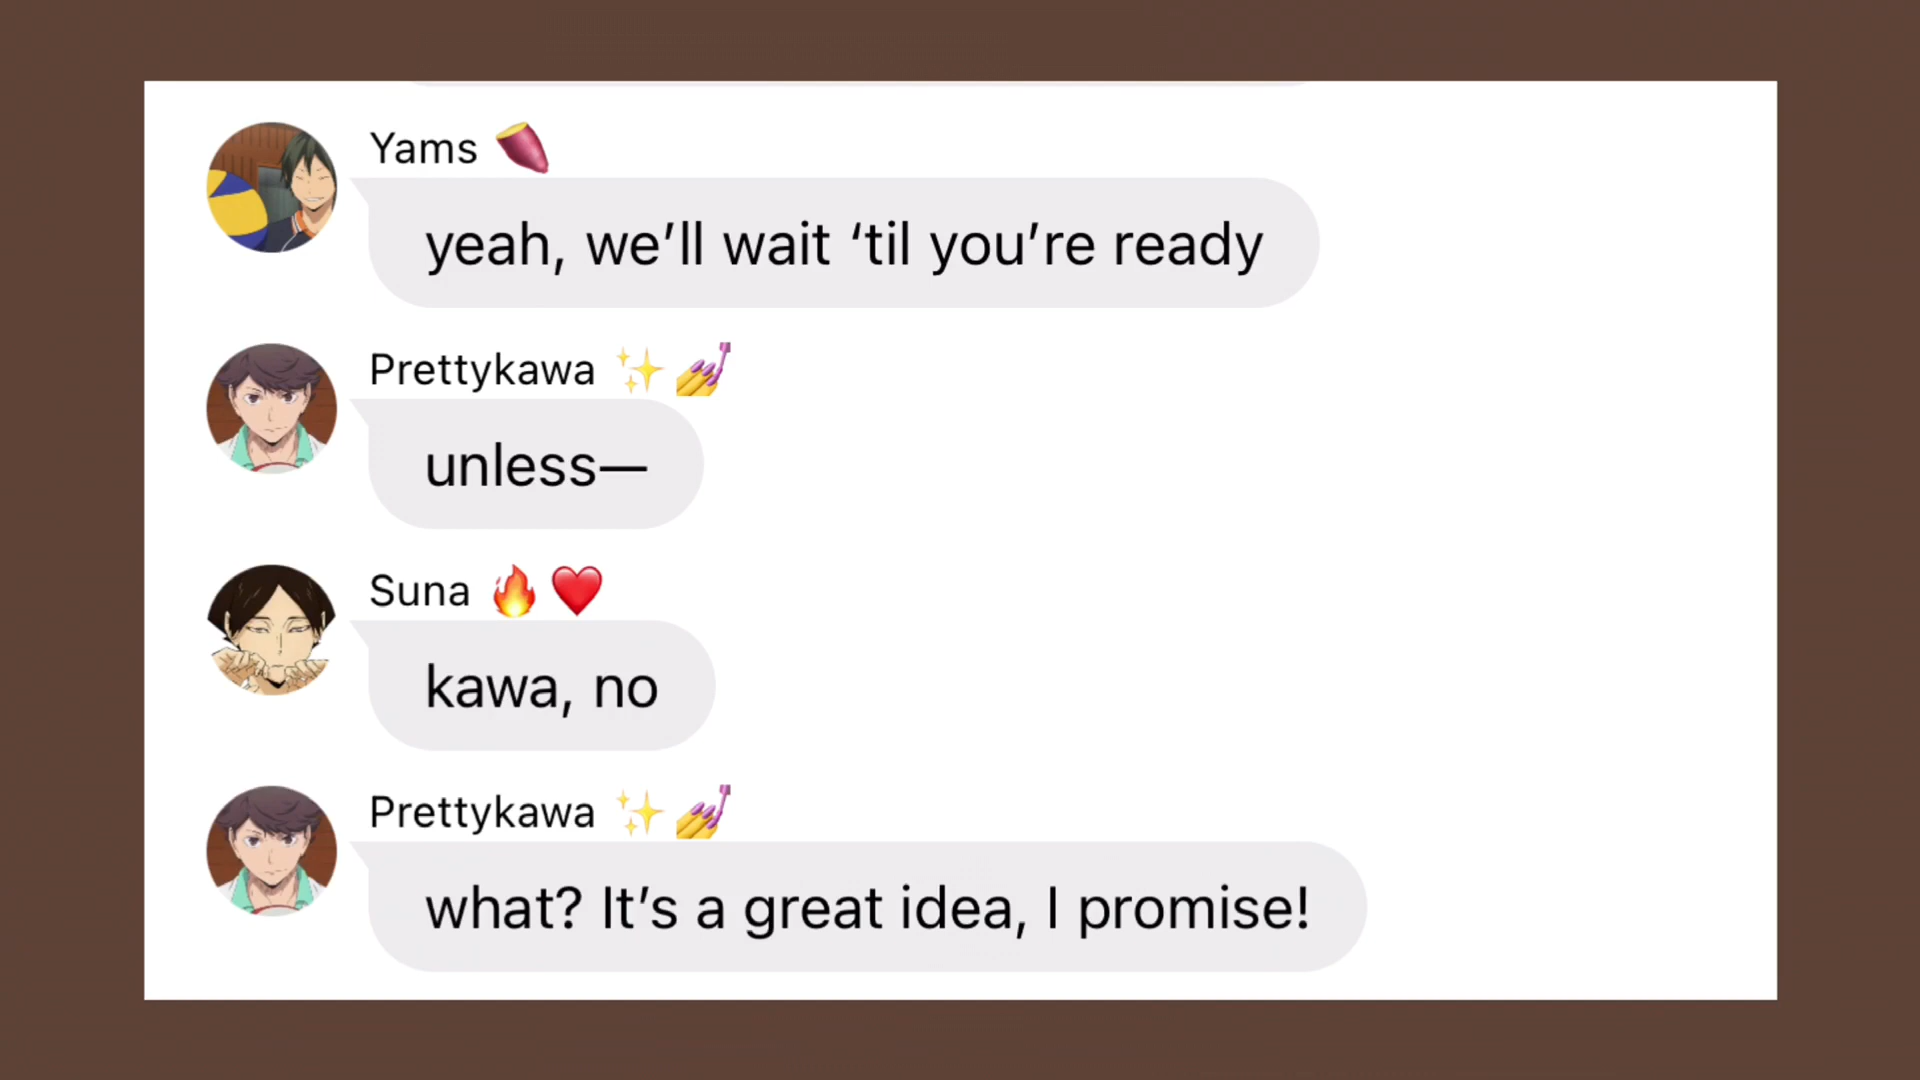 Yams 🍠
yeah, we’ll wait ‘til you’re ready
Prettykawa ✨💅
unless—
Suna 🔥❤️
kawa, no
Prettykawa ✨💅
what? It’s a great idea, I promise!